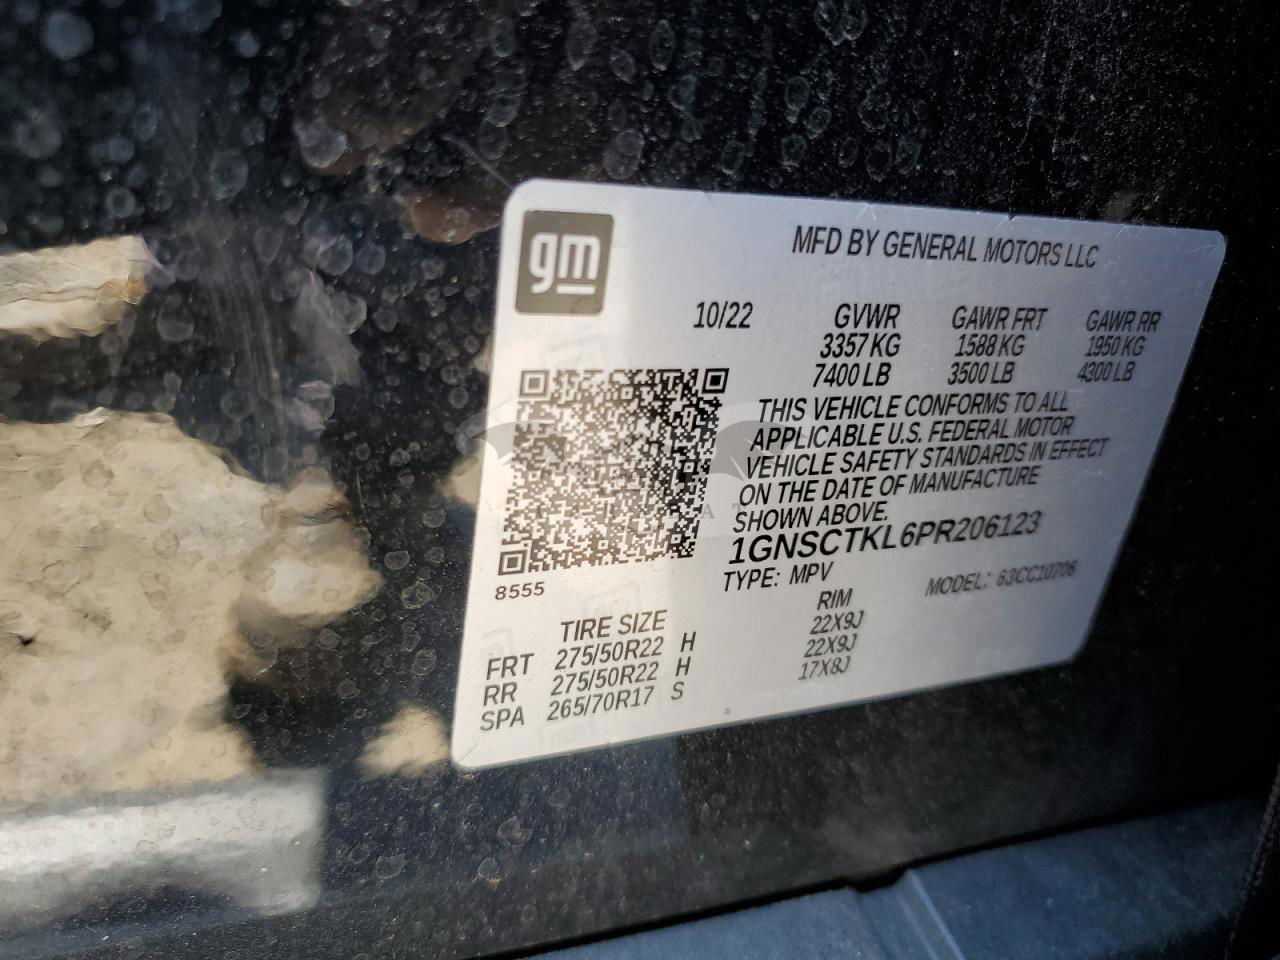 gm
MFD BY GENERAL MOTORS LLC
10/22 GVWR GAWR FRT GAWR RR
3357 KG 1588 KG 1950 KG
7400 LB 3500 LB 4300 LB
THIS VEHICLE CONFORMS TO ALL
APPLICABLE U.S. FEDERAL MOTOR
VEHICLE SAFETY STANDARDS IN EFFECT
ON THE DATE OF MANUFACTURE
SHOWN ABOVE.
1GNSCTKL6PR206123
TYPE: MPV MODEL: 63CC10706
8555
TIRE SIZE RIM
FRT 275/50R22 H 22X9J
RR 275/50R22 H 22X9J
SPA 265/70R17 S 17X8J